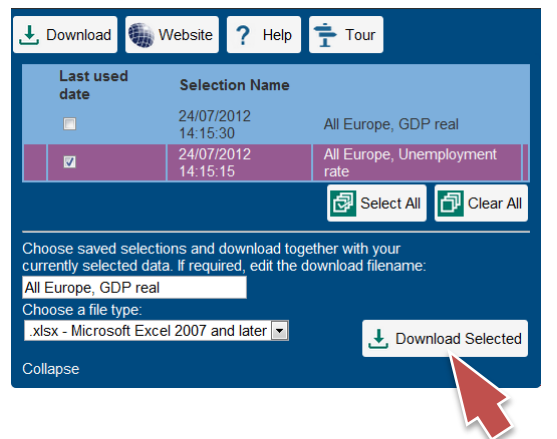 Download Website ? Help Tour
Last used
date
Selection Name
24/07/2012
14:15:30
All Europe, GDP real
24/07/2012
14:15:15
All Europe, Unemployment
rate
Select All Clear All
Choose saved selections and download together with your
currently selected data. If required, edit the download filename:
All Europe, GDP real
Choose a file type:
.xlsx - Microsoft Excel 2007 and later
Download Selected
Collapse